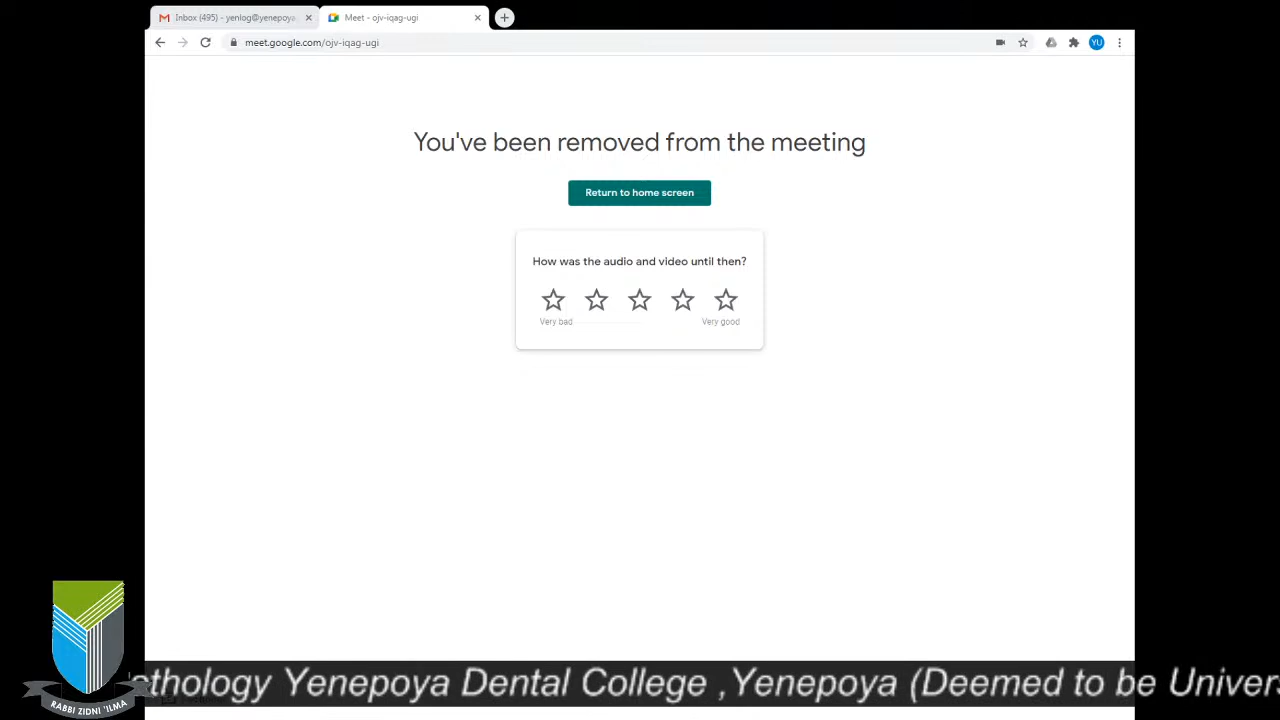 Inbox (495) - yenlog@yenepoya.
Meet - ojv-iqag-ugi
meet.google.com/ojv-iqag-ugi
YU
You've been removed from the meeting
Return to home screen
How was the audio and video until then?
Very bad
Very good
athology Yenepoya Dental College ,Yenepoya (Deemed to be Univers
RABBI ZIDNI 'ILMA